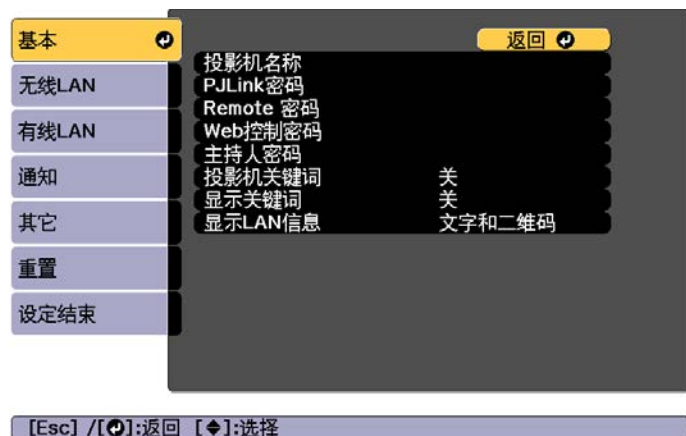 基本
无线LAN
有线LAN
通知
其它
重置
设定结束
返回
投影机名称
PJLink密码
Remote 密码
Web控制密码
主持人密码
投影机关键词 关
显示关键词 关
显示LAN信息 文字和二维码
[Esc] /[]:返回 [◆]:选择